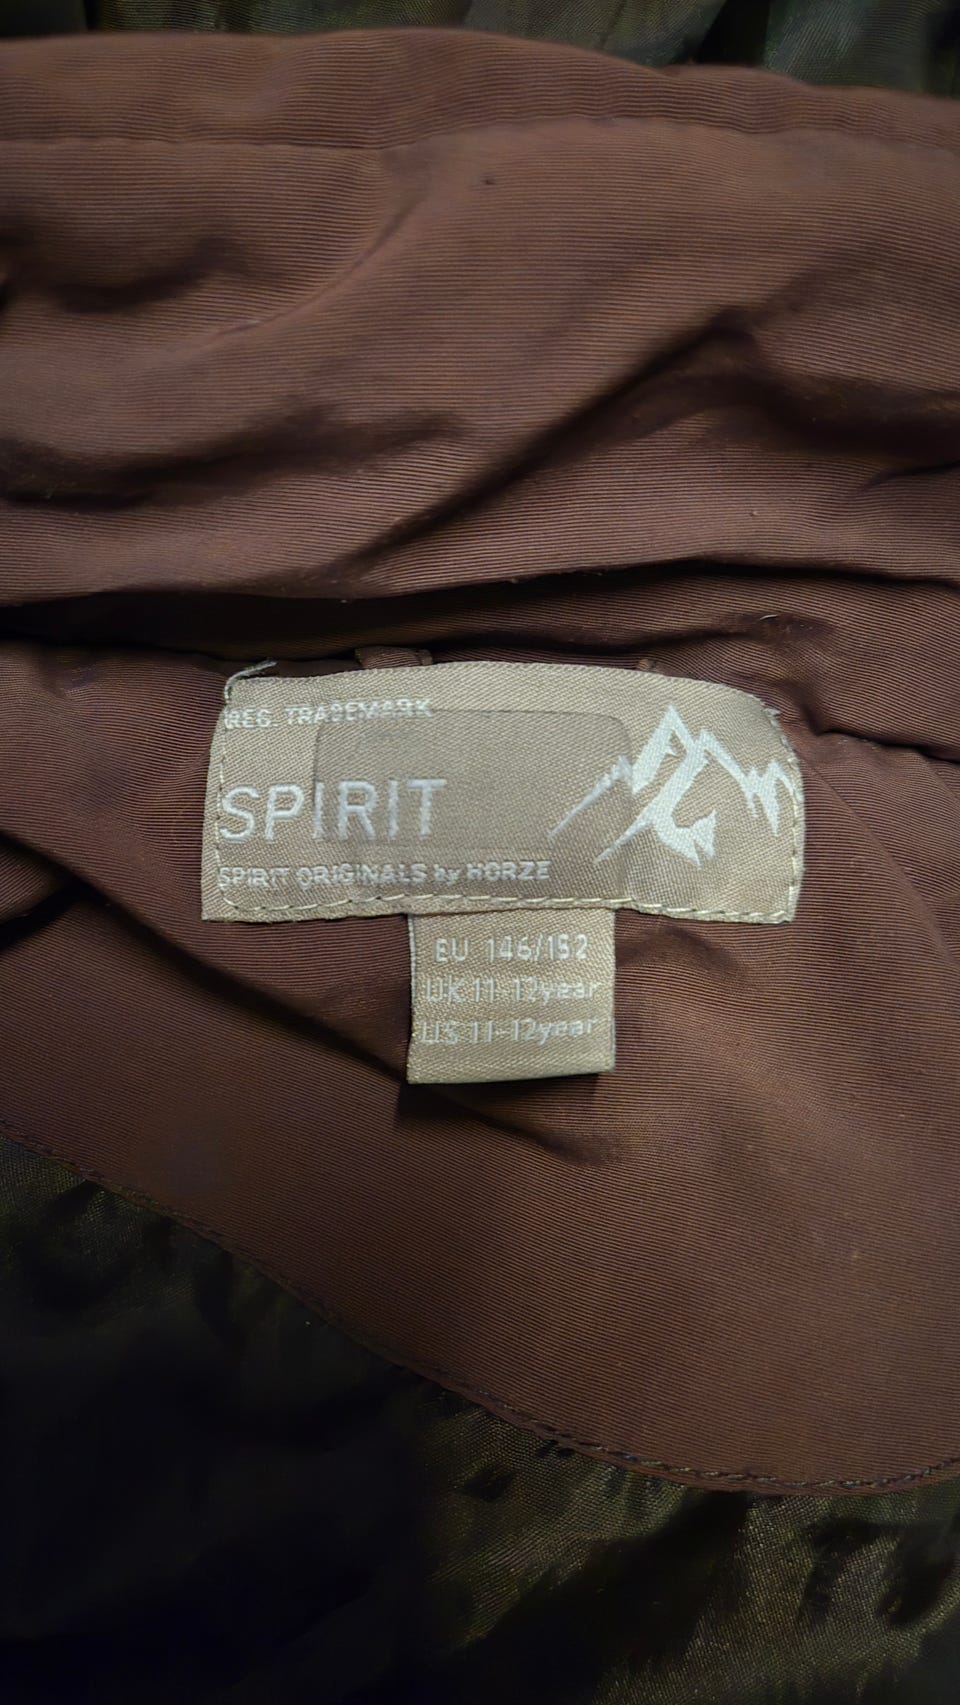 REG. TRADEMARK
SPIRIT
SPIRIT ORIGINALS by HORZE
EU 146/152
UK 11-12year
US 11-12year